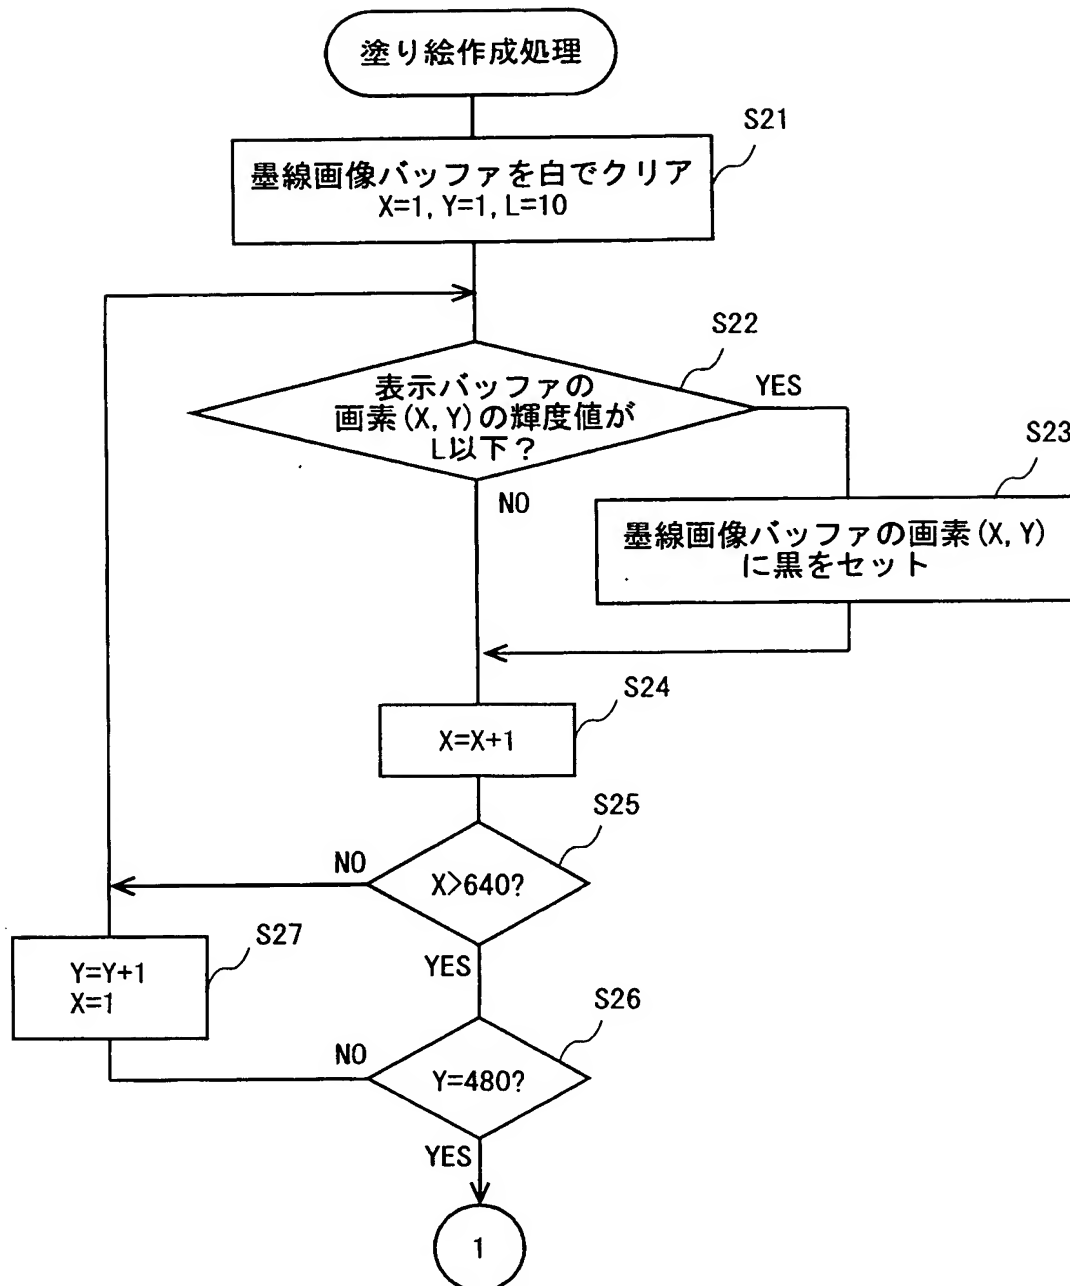 塗り絵作成処理
S21
墨線画像バッファを白でクリア
X=1, Y=1, L=10
S22
表示バッファの
画素(X, Y)の輝度値が
L以下?
YES
NO
S23
墨線画像バッファの画素(X, Y)
に黒をセット
S24
X=X+1
S25
X>640?
NO
YES
S27
Y=Y+1
X=1
S26
Y=480?
NO
YES
1